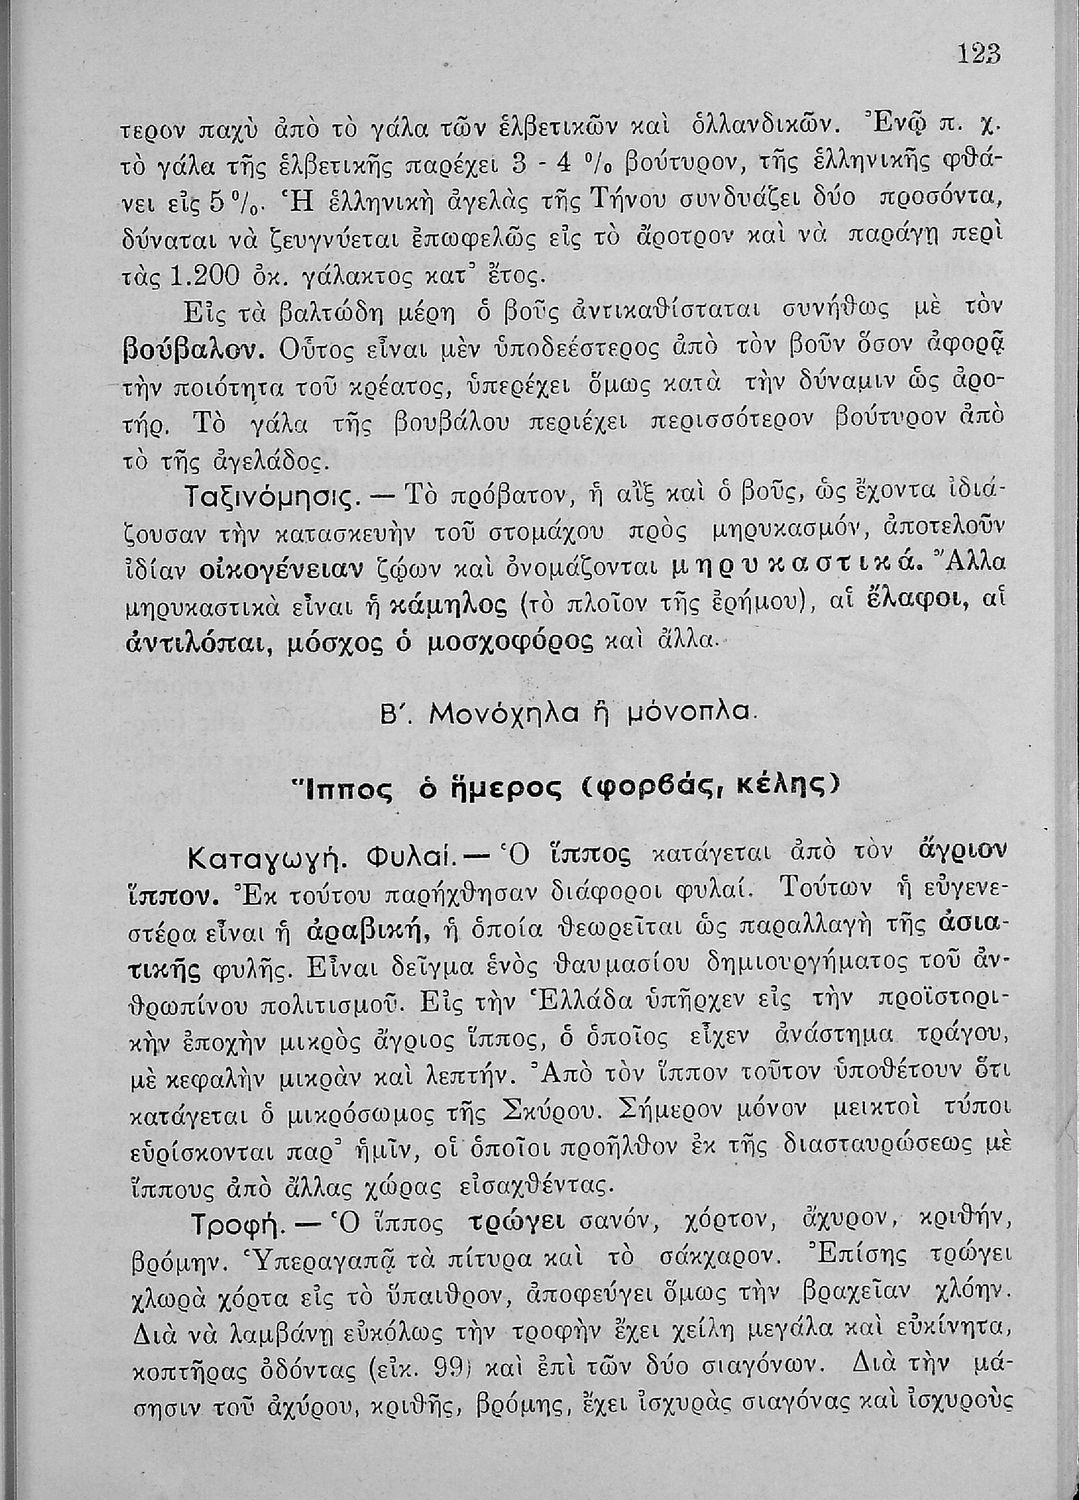 123
τερον παχὺ ἀπὸ τὸ γάλα τῶν ἑλβετικῶν καὶ ὁλλανδικῶν. Ἐνῷ π. χ.
τὸ γάλα τῆς ἑλβετικῆς παρέχει 3 - 4 % βούτυρον, τῆς ἑλληνικῆς φθά-
νει εἰς 5 %. Ἡ ἑλληνικὴ ἀγελὰς τῆς Τήνου συνδυάζει δύο προσόντα,
δύναται νὰ ζευγνύεται ἐπωφελῶς εἰς τὸ ἄροτρον καὶ νὰ παράγῃ περὶ
τὰς 1.200 ὀκ. γάλακτος κατ' ἔτος.
Εἰς τὰ βαλτώδη μέρη ὁ βοῦς ἀντικαθίσταται συνήθως μὲ τὸν
βούβαλον. Οὗτος εἶναι μὲν ὑποδεέστερος ἀπὸ τὸν βοῦν ὅσον ἀφορᾷ
τὴν ποιότητα τοῦ κρέατος, ὑπερέχει ὅμως κατὰ τὴν δύναμιν ὡς ἀρο-
τήρ. Τὸ γάλα τῆς βουβάλου περιέχει περισσότερον βούτυρον ἀπὸ
τὸ τῆς ἀγελάδος.
Ταξινόμησις. — Τὸ πρόβατον, ἡ αἲξ καὶ ὁ βοῦς, ὡς ἔχοντα ἰδιά-
ζουσαν τὴν κατασκευὴν τοῦ στομάχου πρὸς μηρυκασμόν, ἀποτελοῦν
ἰδίαν οἰκογένειαν ζῴων καὶ ὀνομάζονται μηρυκαστικά. Ἄλλα
μηρυκαστικὰ εἶναι ἡ κάμηλος (τὸ πλοῖον τῆς ἐρήμου), αἱ ἔλαφοι, αἱ
ἀντιλόπαι, μόσχος ὁ μοσχοφόρος καὶ ἄλλα.
Β΄. Μονόχηλα ἢ μόνοπλα.
Ἵππος ὁ ἥμερος (φορβάς, κέλης)
Καταγωγή. Φυλαί. — Ὁ ἵππος κατάγεται ἀπὸ τὸν ἄγριον
ἵππον. Ἐκ τούτου παρήχθησαν διάφοροι φυλαί. Τούτων ἡ εὐγενε-
στέρα εἶναι ἡ ἀραβική, ἡ ὁποία θεωρεῖται ὡς παραλλαγὴ τῆς ἀσια-
τικῆς φυλῆς. Εἶναι δεῖγμα ἑνὸς θαυμασίου δημιουργήματος τοῦ ἀν-
θρωπίνου πολιτισμοῦ. Εἰς τὴν Ἑλλάδα ὑπῆρχεν εἰς τὴν προϊστορι-
κὴν ἐποχὴν μικρὸς ἄγριος ἵππος, ὁ ὁποῖος εἶχεν ἀνάστημα τράγου,
μὲ κεφαλὴν μικρὰν καὶ λεπτήν. Ἀπὸ τὸν ἵππον τοῦτον ὑποθέτουν ὅτι
κατάγεται ὁ μικρόσωμος τῆς Σκύρου. Σήμερον μόνον μεικτοὶ τύποι
εὑρίσκονται παρ' ἡμῖν, οἱ ὁποῖοι προῆλθον ἐκ τῆς διασταυρώσεως μὲ
ἵππους ἀπὸ ἄλλας χώρας εἰσαχθέντας.
Τροφή. — Ὁ ἵππος τρώγει σανόν, χόρτον, ἄχυρον, κριθήν,
βρόμην. Ὑπεραγαπᾷ τὰ πίτυρα καὶ τὸ σάκχαρον. Ἐπίσης τρώγει
χλωρὰ χόρτα εἰς τὸ ὕπαιθρον, ἀποφεύγει ὅμως τὴν βραχεῖαν χλόην.
Διὰ νὰ λαμβάνῃ εὐκόλως τὴν τροφὴν ἔχει χείλη μεγάλα καὶ εὐκίνητα,
κοπτῆρας ὀδόντας (εἰκ. 99) καὶ ἐπὶ τῶν δύο σιαγόνων. Διὰ τὴν μά-
σησιν τοῦ ἀχύρου, κριθῆς, βρόμης, ἔχει ἰσχυρὰς σιαγόνας καὶ ἰσχυροὺς